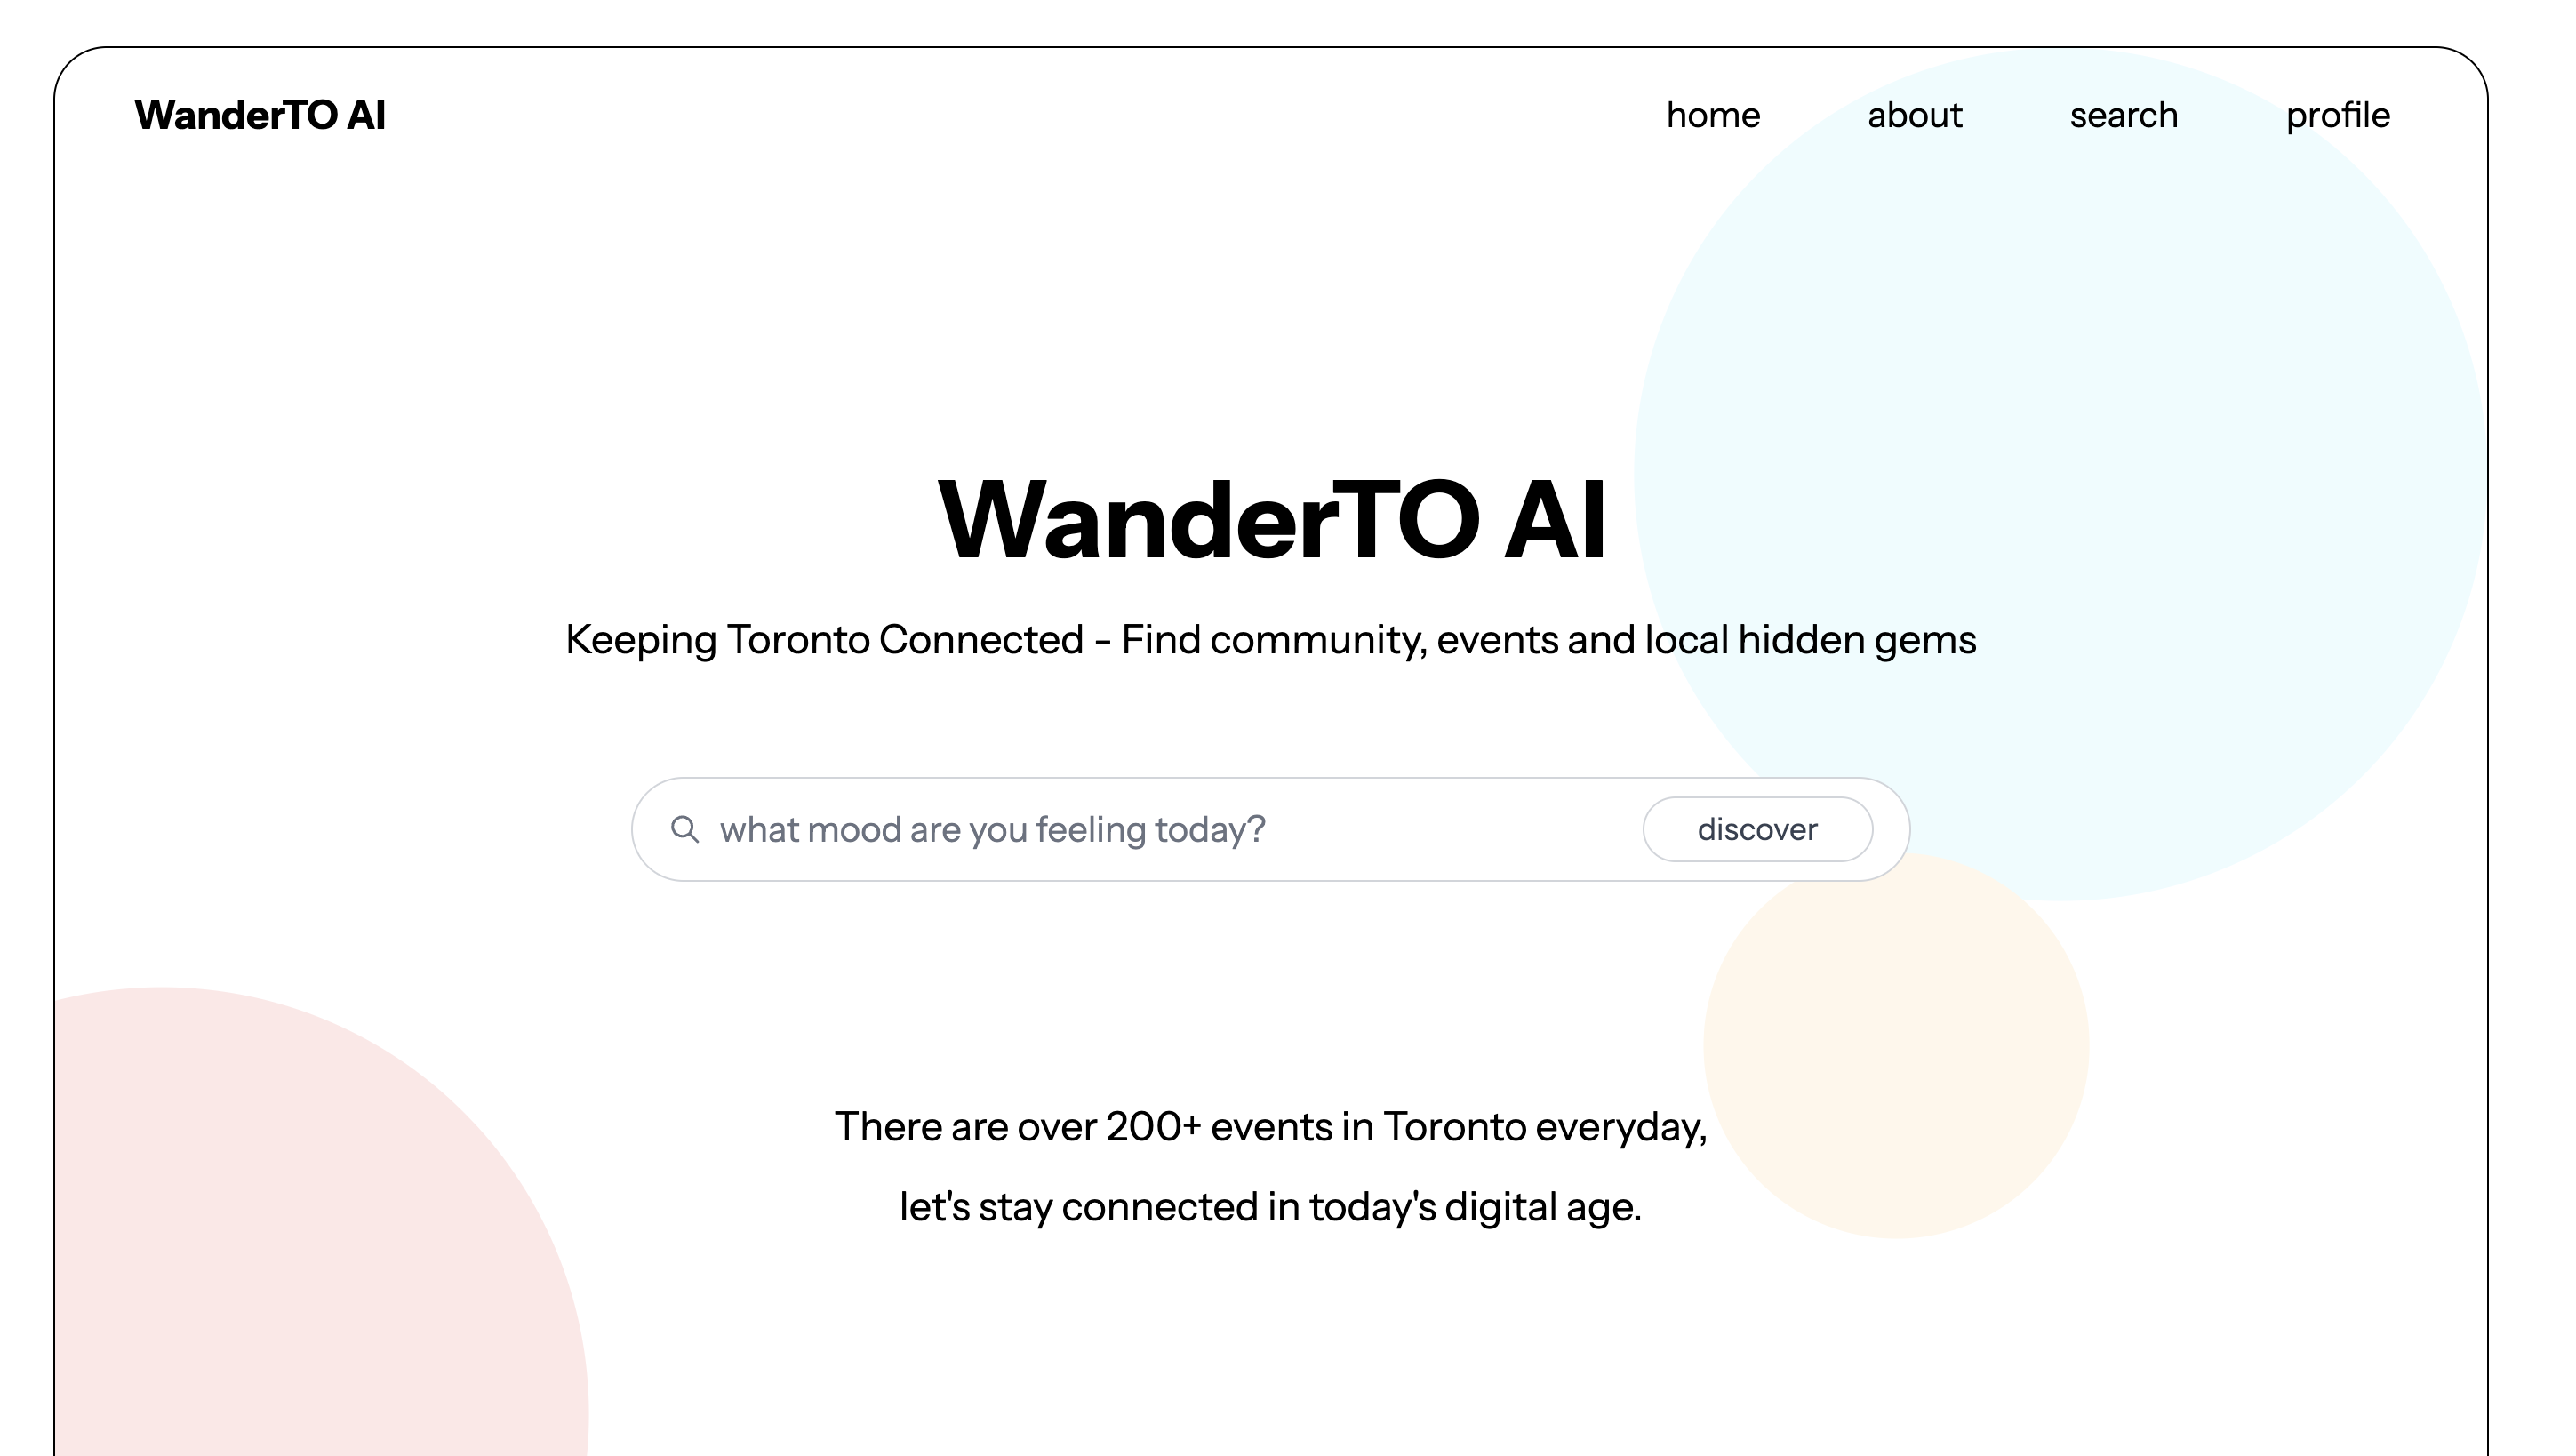 WanderTO AI
home about search profile
WanderTO AI
Keeping Toronto Connected - Find community, events and local hidden gems
what mood are you feeling today? discover
There are over 200+ events in Toronto everyday,
let's stay connected in today's digital age.